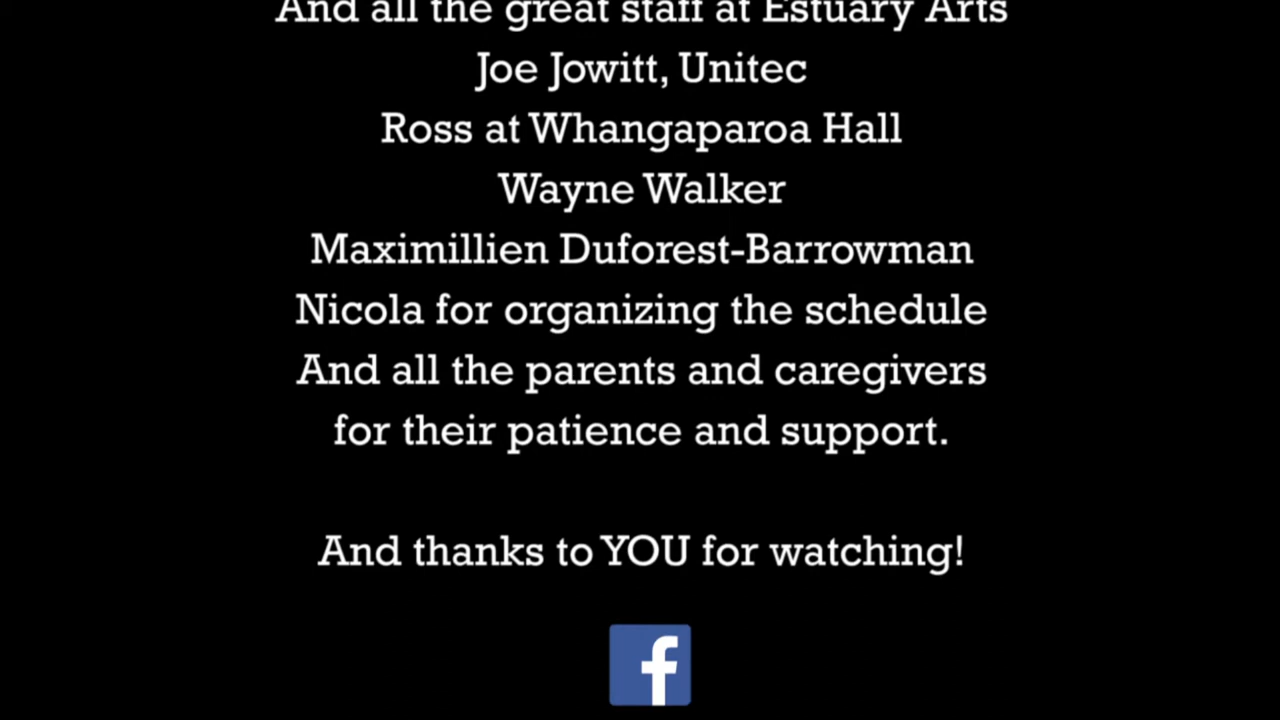 And all the great staff at Estuary Arts
Joe Jowitt, Unitec
Ross at Whangaparoa Hall
Wayne Walker
Maximillien Duforest-Barrowman
Nicola for organizing the schedule
And all the parents and caregivers
for their patience and support.
And thanks to YOU for watching!
f